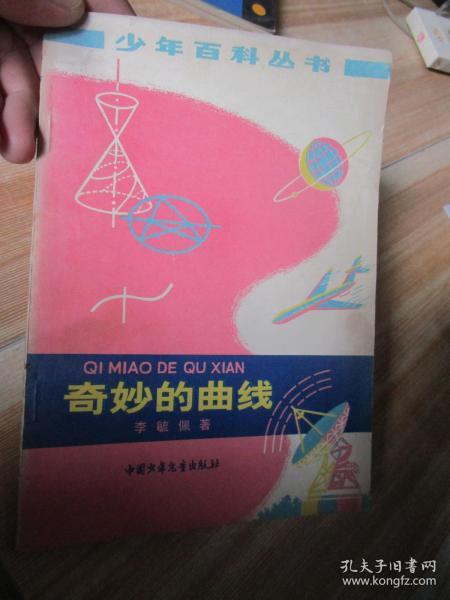 少年百科丛书
QI MIAO DE QU XIAN
奇妙的曲线
李毓佩著
中国少年儿童出版社
孔夫子旧书网
www.kongfz.com